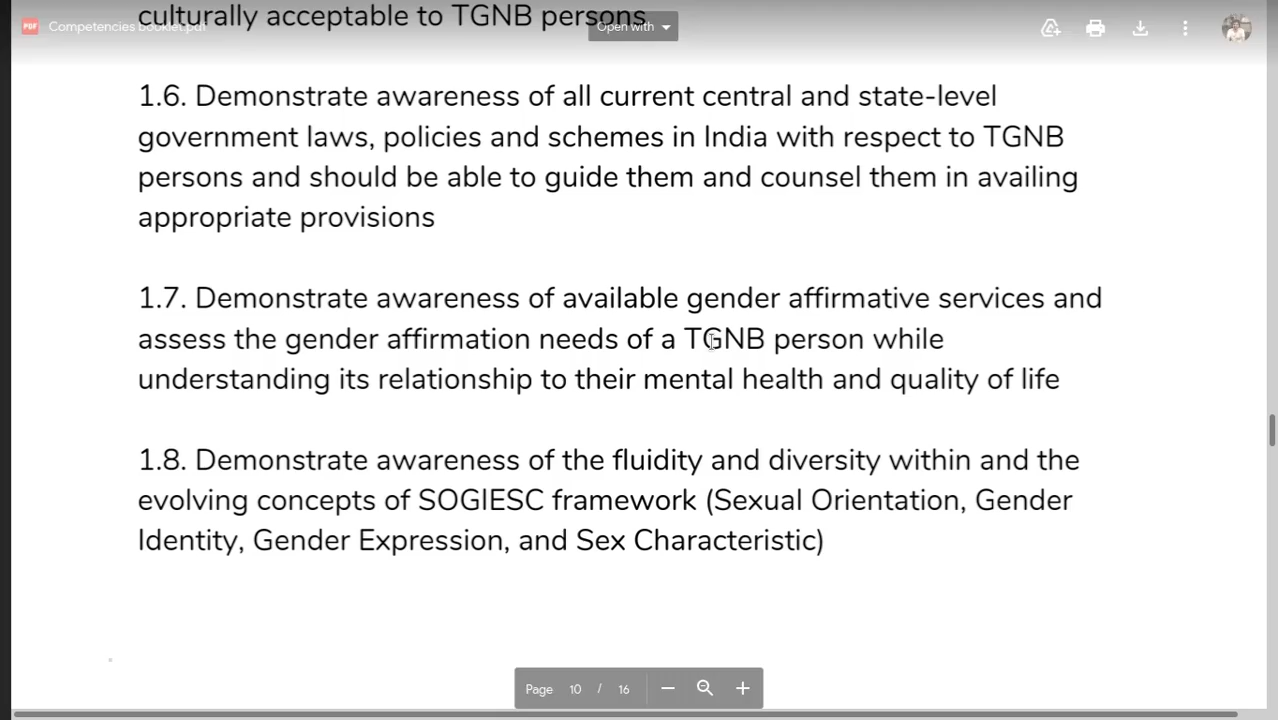 culturally acceptable to TGNB persons
Competencies booklet.pdf
Open with
1.6. Demonstrate awareness of all current central and state-level
government laws, policies and schemes in India with respect to TGNB
persons and should be able to guide them and counsel them in availing
appropriate provisions
1.7. Demonstrate awareness of available gender affirmative services and
assess the gender affirmation needs of a TGNB person while
understanding its relationship to their mental health and quality of life
1.8. Demonstrate awareness of the fluidity and diversity within and the
evolving concepts of SOGIESC framework (Sexual Orientation, Gender
Identity, Gender Expression, and Sex Characteristic)
Page 10 / 16